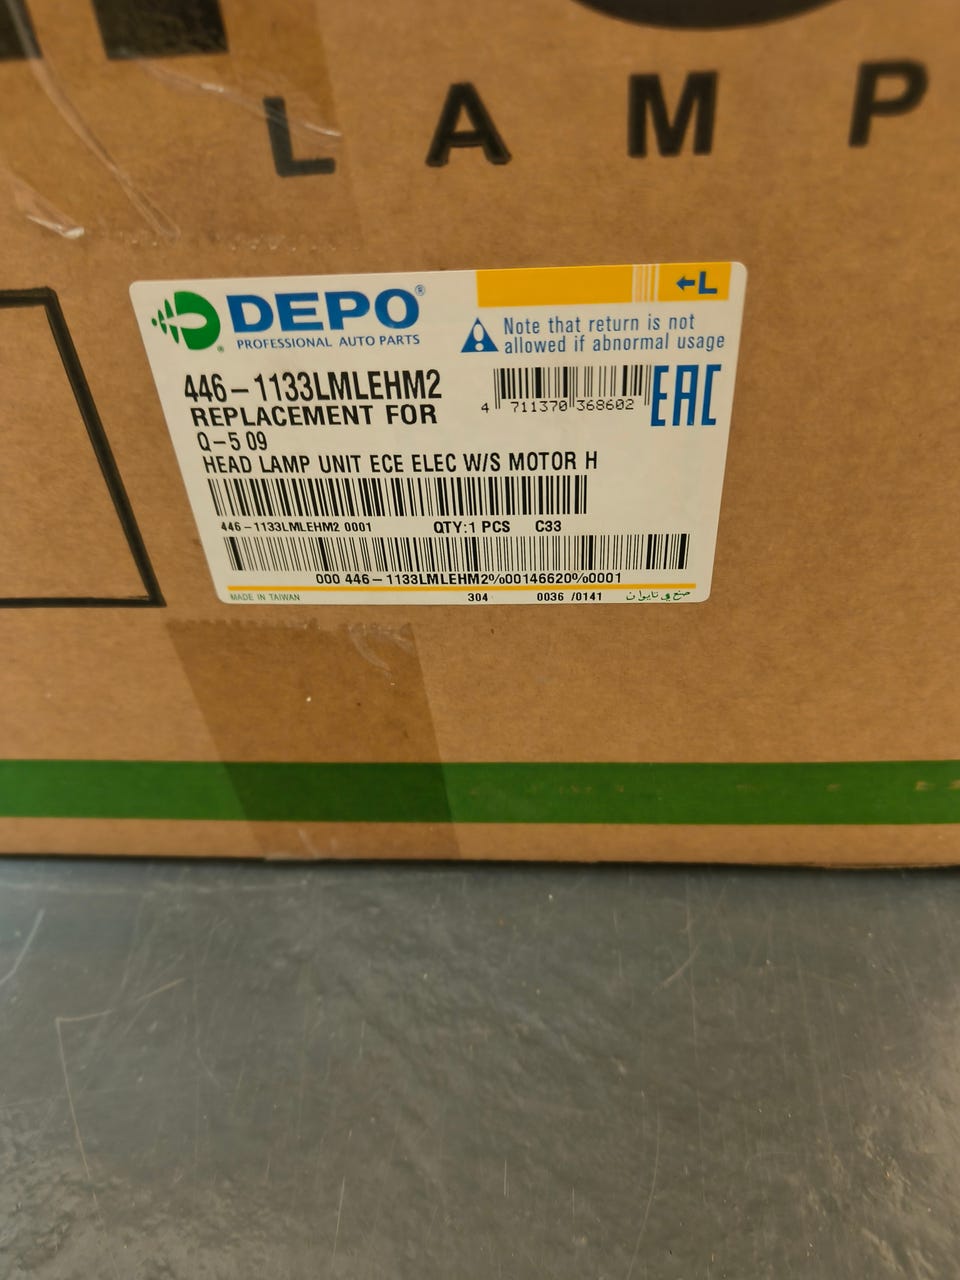 LAMP
DEPO®
PROFESSIONAL AUTO PARTS
←L
Note that return is not
allowed if abnormal usage
446-1133LMLEHM2
REPLACEMENT FOR
Q-5 09
HEAD LAMP UNIT ECE ELEC W/S MOTOR H
4 711370 368602
EAC
446-1133LMLEHM2 0001 QTY:1 PCS C33
000 446-1133LMLEHM2%00146620%0001
MADE IN TAIWAN 304 0036 /0141 صنع في تايوان